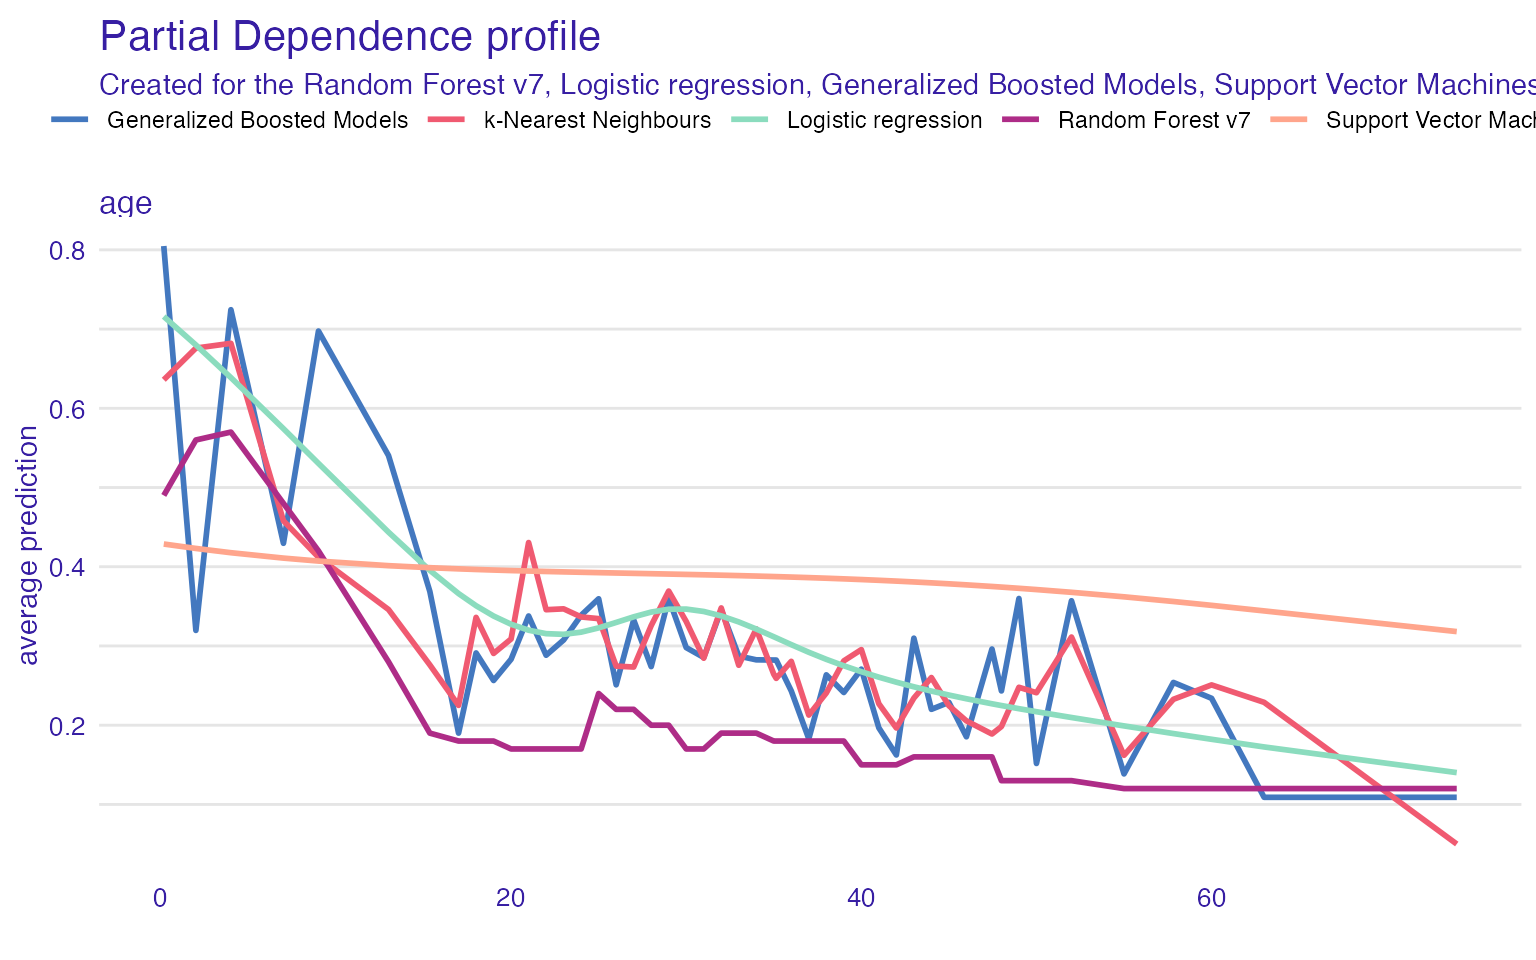 Partial Dependence profile
Created for the Random Forest v7, Logistic regression, Generalized Boosted Models, Support Vector Machines
Generalized Boosted Models k-Nearest Neighbours Logistic regression Random Forest v7 Support Vector
age
0.8
0.6
0.4
0.2
average prediction
0 20 40 60